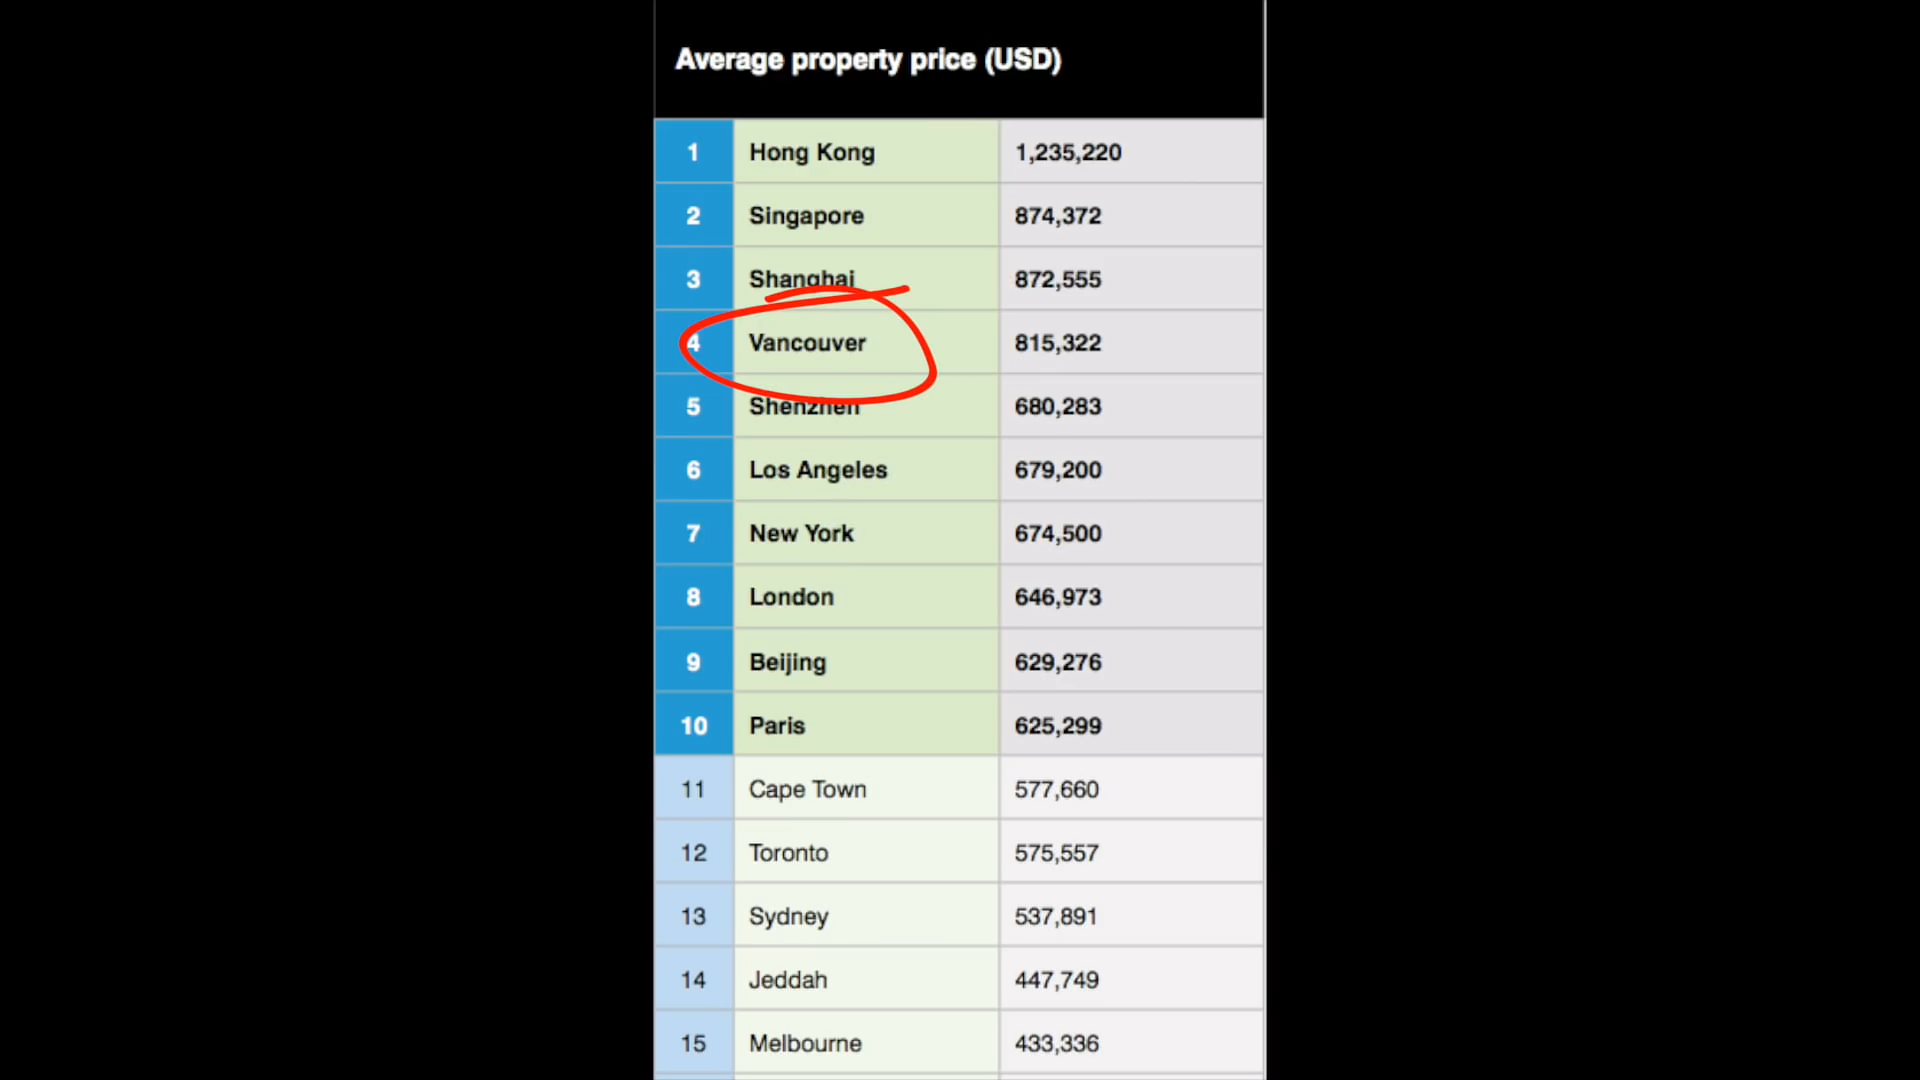 Average property price (USD)
1 Hong Kong 1,235,220
2 Singapore 874,372
3 Shanghai 872,555
4 Vancouver 815,322
5 Shenzhen 680,283
6 Los Angeles 679,200
7 New York 674,500
8 London 646,973
9 Beijing 629,276
10 Paris 625,299
11 Cape Town 577,660
12 Toronto 575,557
13 Sydney 537,891
14 Jeddah 447,749
15 Melbourne 433,336